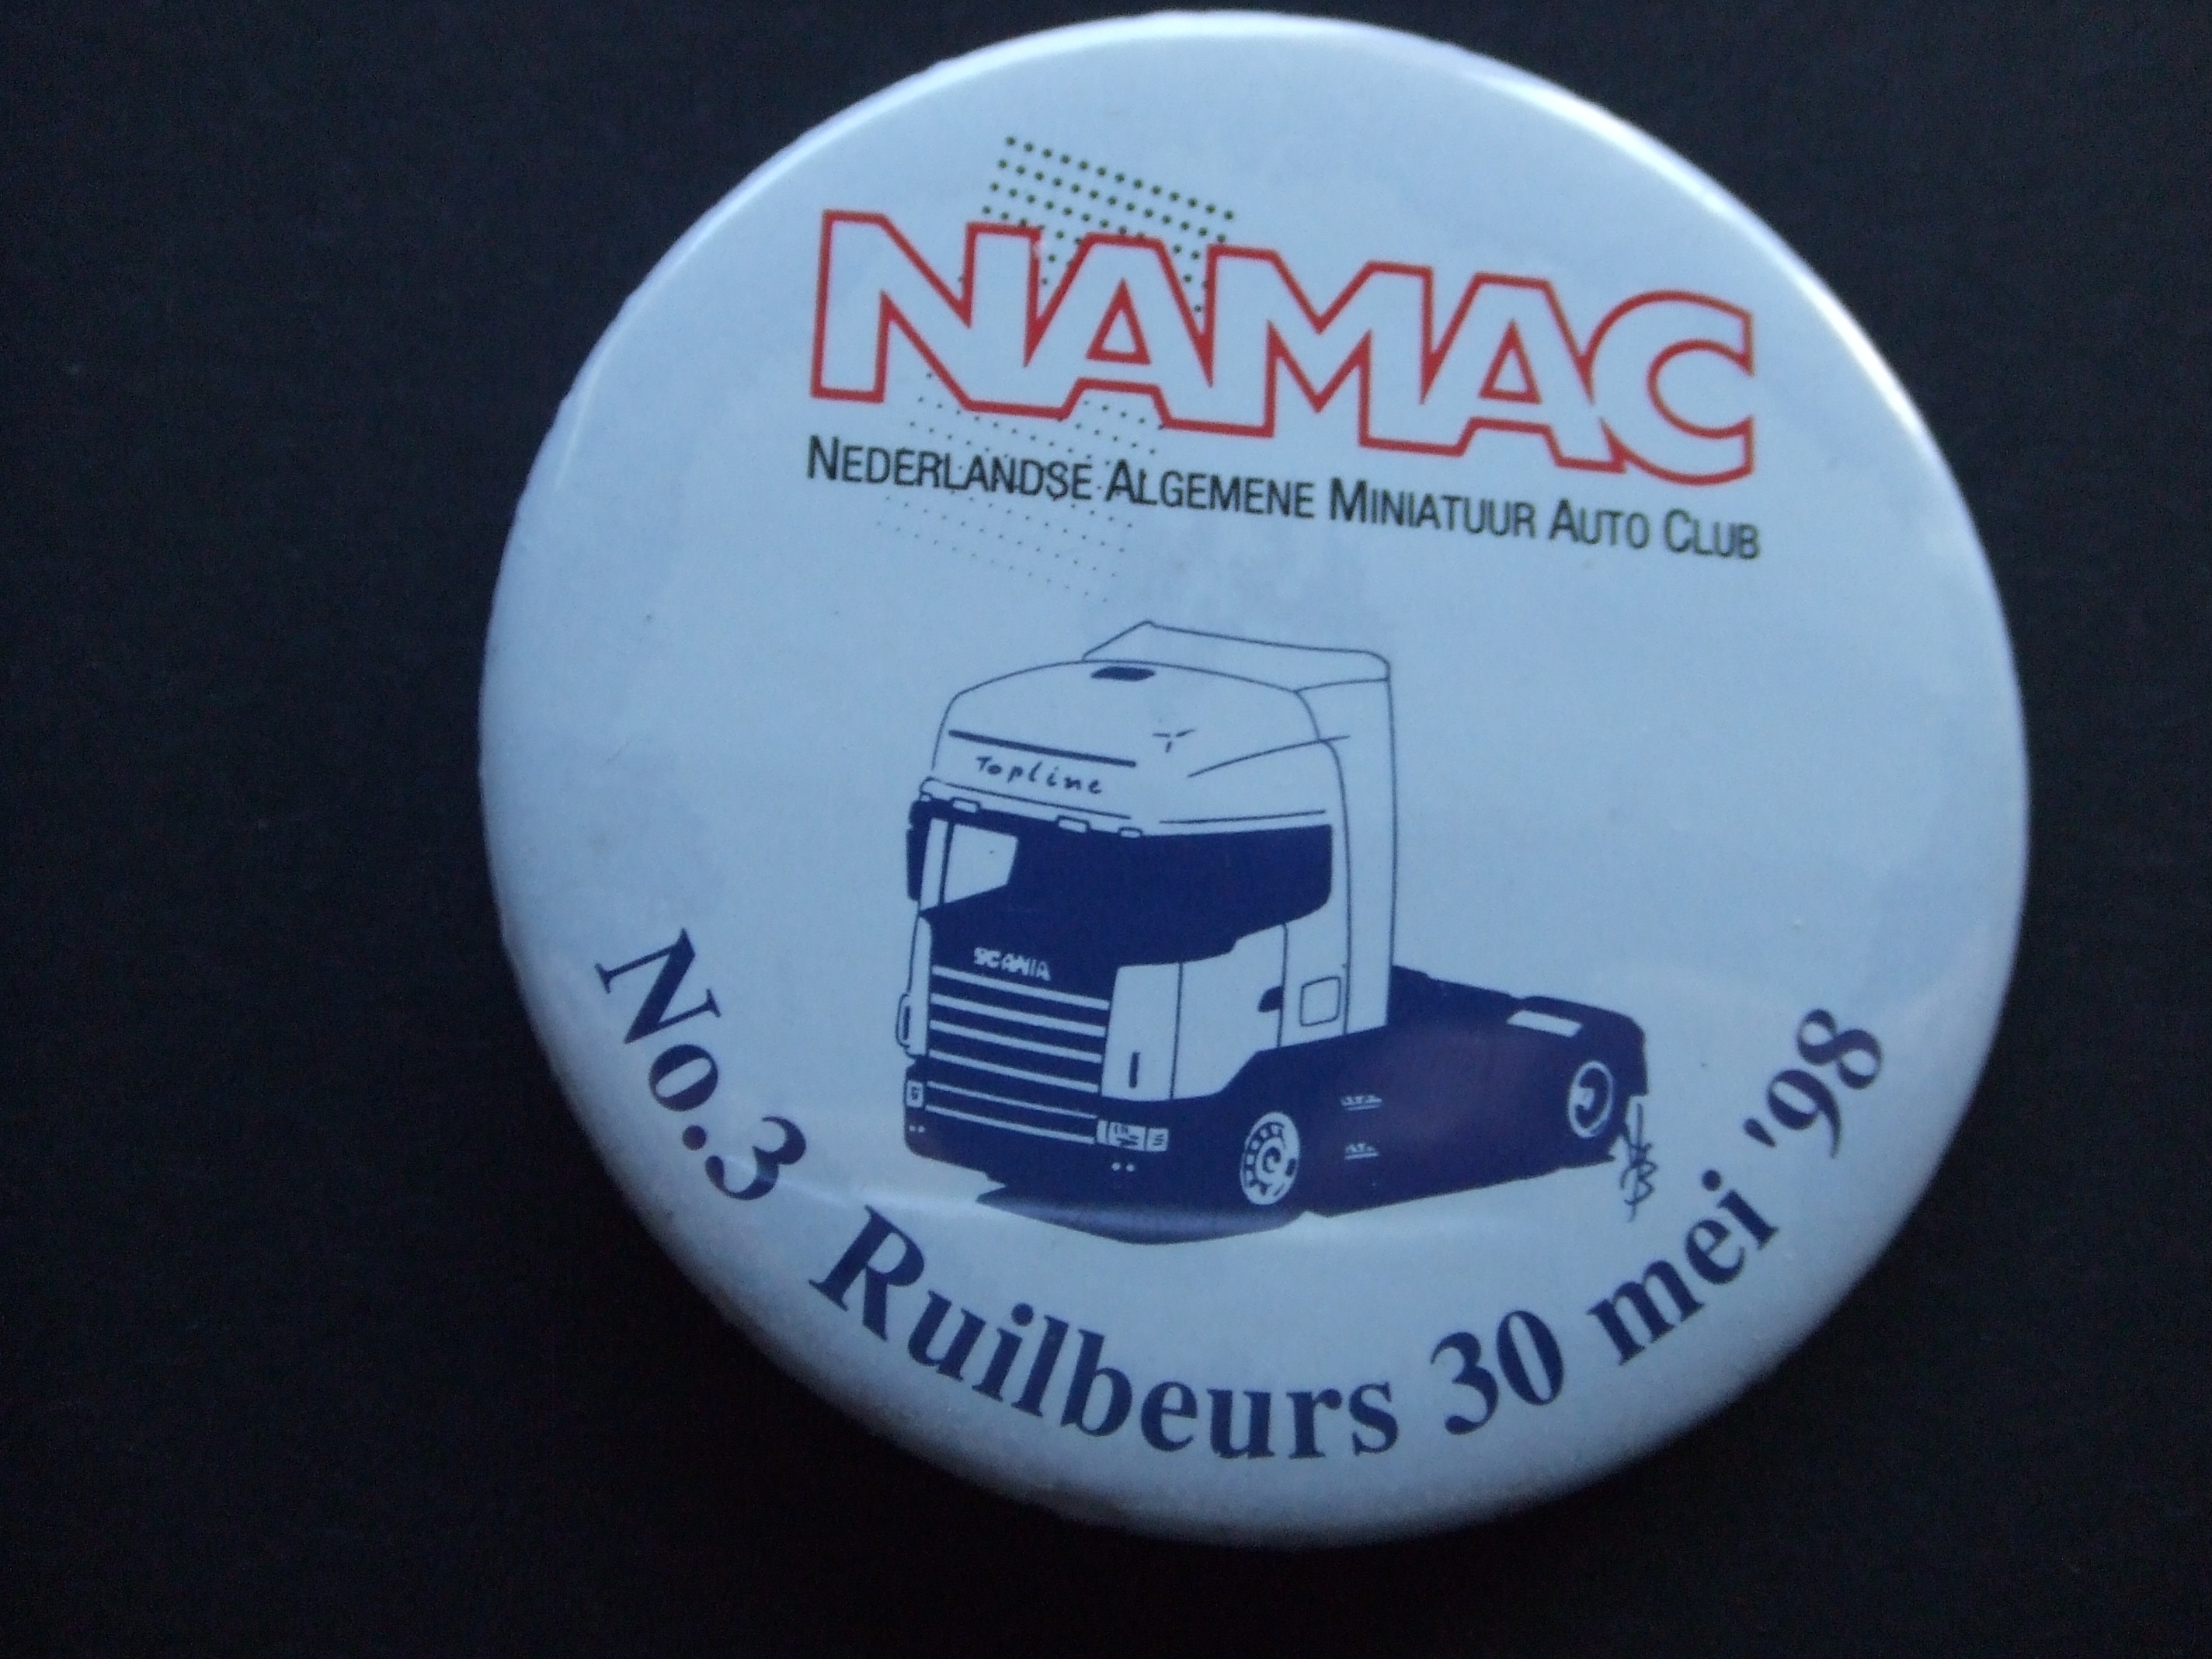 NAMAC
NEDERLANDSE ALGEMENE MINIATUUR AUTO CLUB
Topline
SCANIA
No.3 Ruilbeurs 30 mei '98